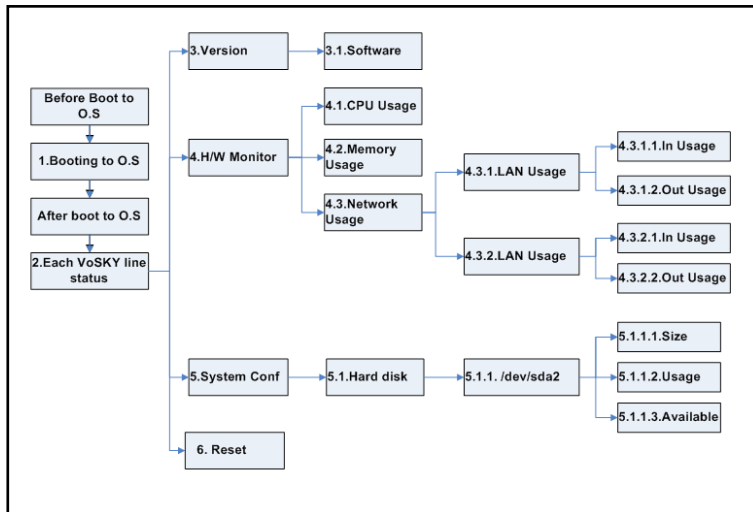 Before Boot to
O.S
1.Booting to O.S
After boot to O.S
2.Each VoSKY line
status
3.Version
3.1.Software
4.H/W Monitor
4.1.CPU Usage
4.2.Memory
Usage
4.3.Network
Usage
4.3.1.LAN Usage
4.3.1.1.In Usage
4.3.1.2.Out Usage
4.3.2.LAN Usage
4.3.2.1.In Usage
4.3.2.2.Out Usage
5.System Conf
5.1.Hard disk
5.1.1. /dev/sda2
5.1.1.1.Size
5.1.1.2.Usage
5.1.1.3.Available
6. Reset